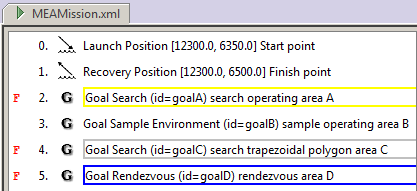 MEAMission.xml
0. Launch Position [12300.0, 6350.0] Start point
1. Recovery Position [12300.0, 6500.0] Finish point
F 2. G Goal Search (id=goalA) search operating area A
3. G Goal Sample Environment (id=goalB) sample operating area B
F 4. G Goal Search (id=goalC) search trapezoidal polygon area C
F 5. G Goal Rendezvous (id=goalD) rendezvous area D